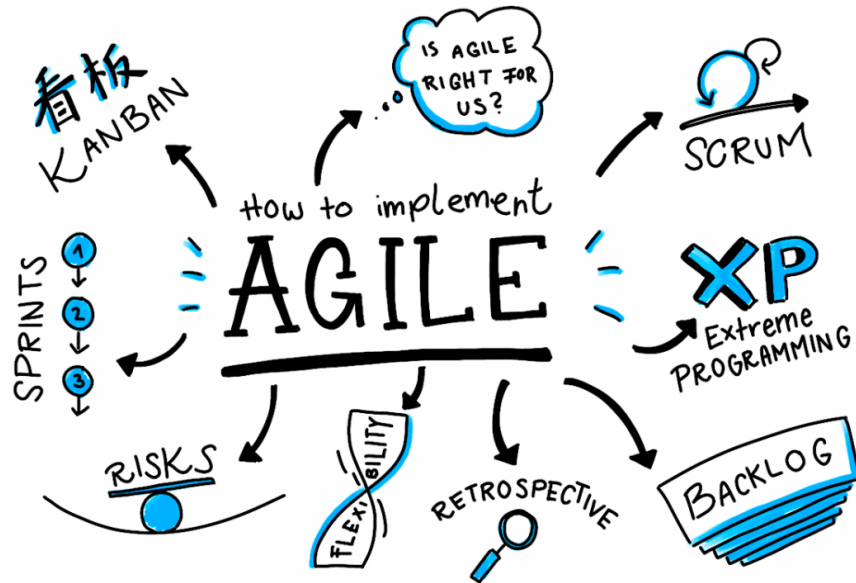 看板
KANBAN
IS AGILE
RIGHT FOR
US?
SCRUM
How to implement
AGILE
SPRINTS
1
2
3
XP
Extreme
PROGRAMMING
RISKS
FLEXI
BILITY
RETROSPECTIVE
BACKLOG